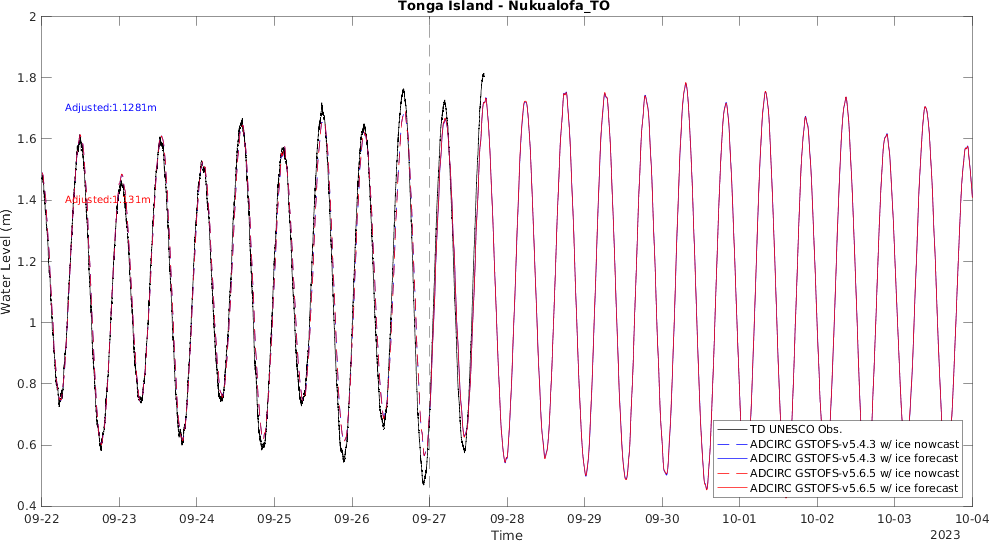 Tonga Island - Nukualofa_TO
2
1.8
1.6
1.4
1.2
1
0.8
0.6
0.4
Water Level (m)
Adjusted:1.1281m
Adjusted:1.131m
TD UNESCO Obs.
ADCIRC GSTOFS-v5.4.3 w/ ice nowcast
ADCIRC GSTOFS-v5.4.3 w/ ice forecast
ADCIRC GSTOFS-v5.6.5 w/ ice nowcast
ADCIRC GSTOFS-v5.6.5 w/ ice forecast
09-22 09-23 09-24 09-25 09-26 09-27 09-28 09-29 09-30 10-01 10-02 10-03 10-04
Time
2023